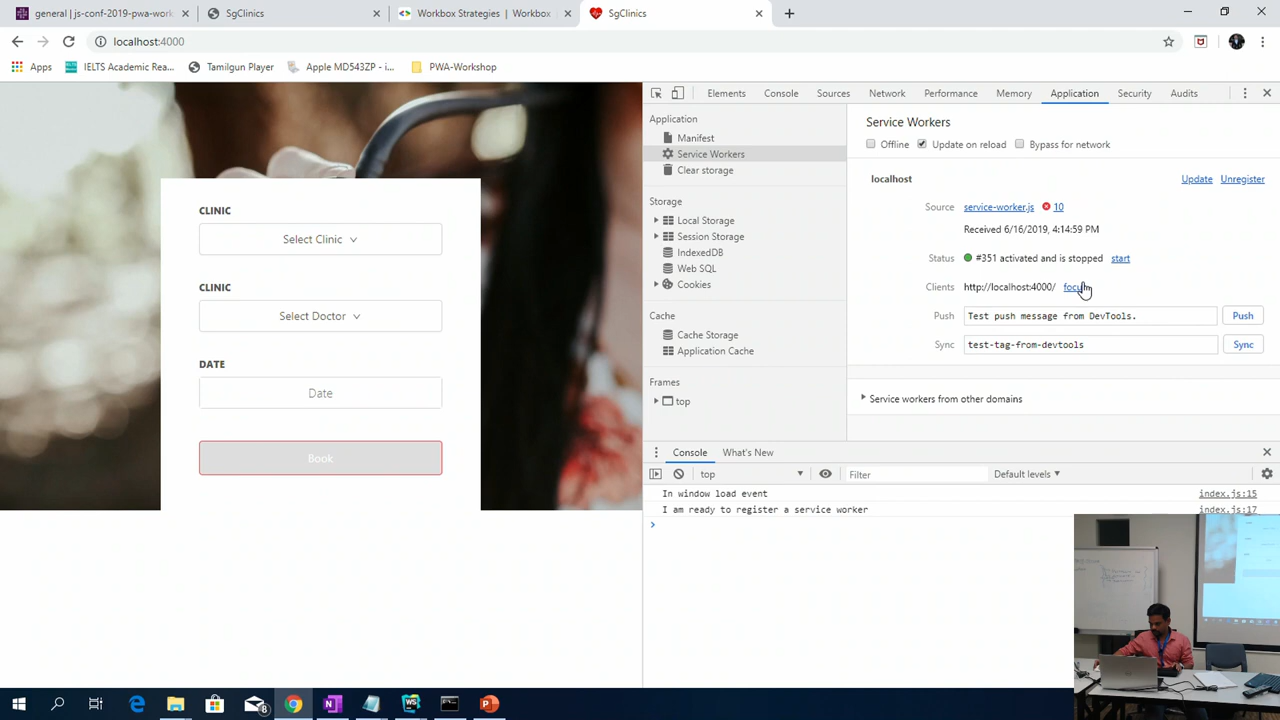 general | js-conf-2019-pwa-work
SgClinics
Workbox Strategies | Workbox
SgClinics
localhost:4000
Apps
IELTS Academic Rea...
Tamilgun Player
Apple MD543ZP - i...
PWA-Workshop
CLINIC
Select Clinic
CLINIC
Select Doctor
DATE
Date
Book
Elements Console Sources Network Performance Memory Application Security Audits
Application
Manifest
Service Workers
Clear storage
Storage
Local Storage
Session Storage
IndexedDB
Web SQL
Cookies
Cache
Cache Storage
Application Cache
Frames
top
Service Workers
Offline Update on reload Bypass for network
localhost Update Unregister
Source service-worker.js 10
Received 6/16/2019, 4:14:59 PM
Status #351 activated and is stopped start
Clients http://localhost:4000/ focus
Push Test push message from DevTools. Push
Sync test-tag-from-devtools Sync
Service workers from other domains
Console What's New
top Filter Default levels
In window load event index.js:15
I am ready to register a service worker index.js:17
8